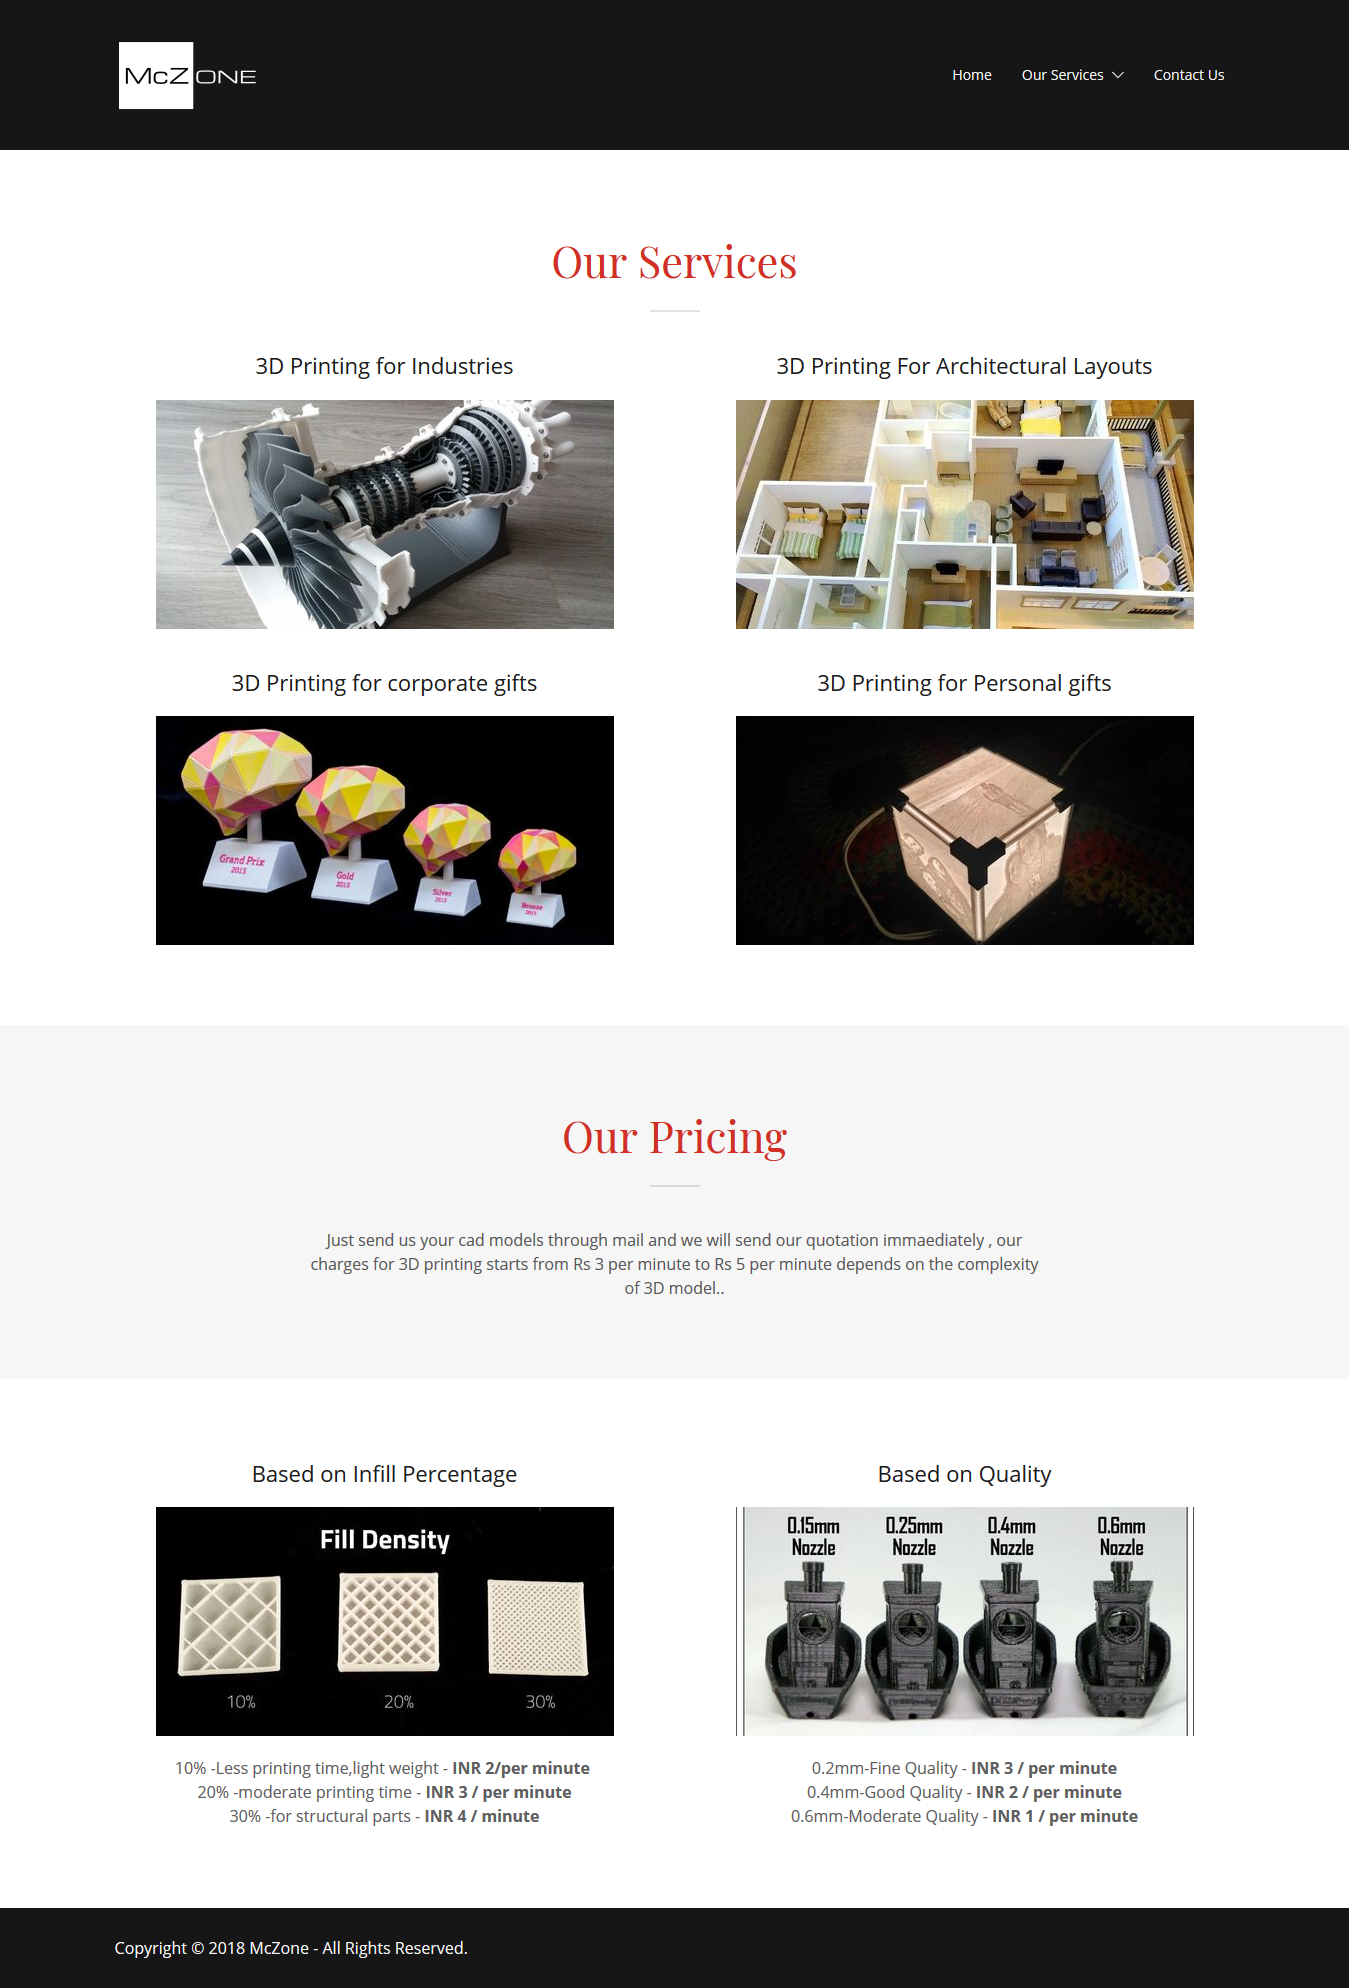 McZONE
Home
Our Services
Contact Us
Our Services
3D Printing for Industries
3D Printing For Architectural Layouts
3D Printing for corporate gifts
3D Printing for Personal gifts
Grand Prix
2015
Gold
2015
Silver
2015
Bronze
2015
Our Pricing
Just send us your cad models through mail and we will send our quotation immaediately , our
charges for 3D printing starts from Rs 3 per minute to Rs 5 per minute depends on the complexity
of 3D model..
Based on Infill Percentage
Fill Density
10%
20%
30%
10% -Less printing time,light weight - INR 2/per minute
20% -moderate printing time - INR 3 / per minute
30% -for structural parts - INR 4 / minute
Based on Quality
0.15mm
Nozzle
0.25mm
Nozzle
0.4mm
Nozzle
0.6mm
Nozzle
0.2mm-Fine Quality - INR 3 / per minute
0.4mm-Good Quality - INR 2 / per minute
0.6mm-Moderate Quality - INR 1 / per minute
Copyright © 2018 McZone - All Rights Reserved.